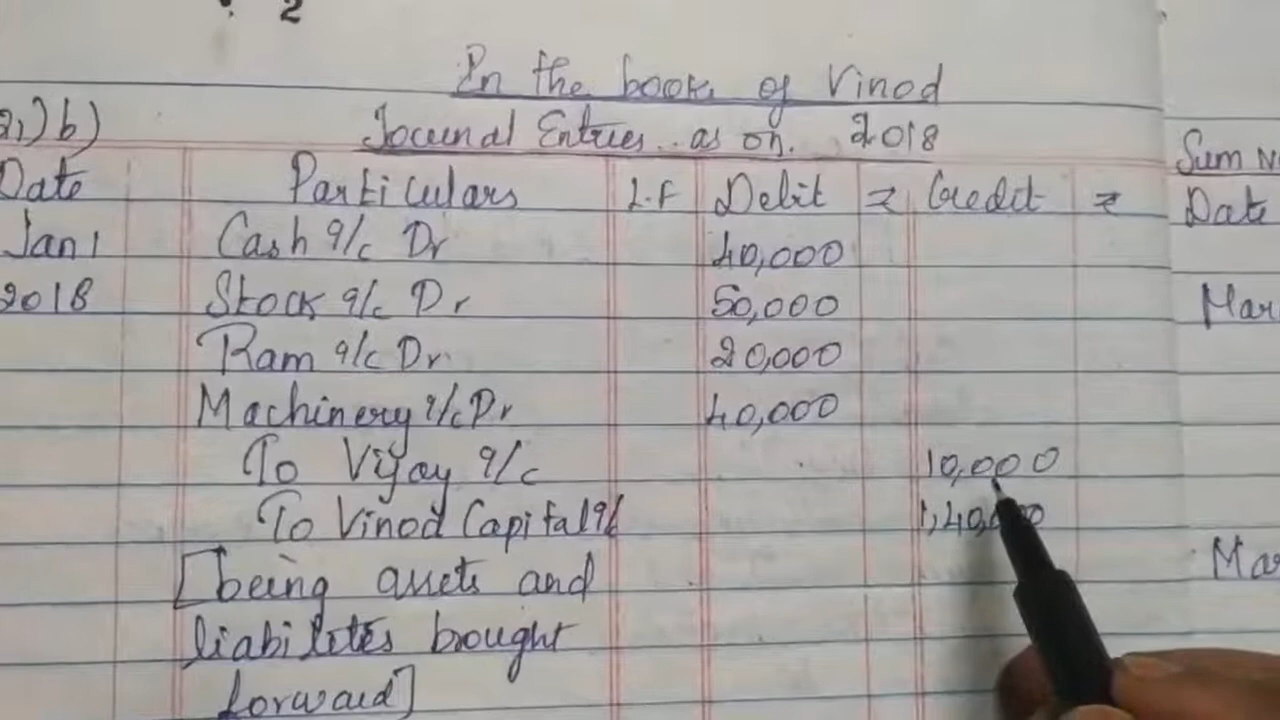 2
In the books of Vinod
2,) b)
Journal Entries.. as on. 2018
Sum
Date Particulars L.F Debit ₹ Credit ₹ Date
Jan 1 Cash a/c Dr 40,000
2018 Stock a/c Dr 50,000 Mar
Ram a/c Dr. 20,000
Machinery a/c Dr 40,000
To Vijay a/c 10,000
To Vinod Capital a/c
[being assets and Mar
liabilites bought
forward]